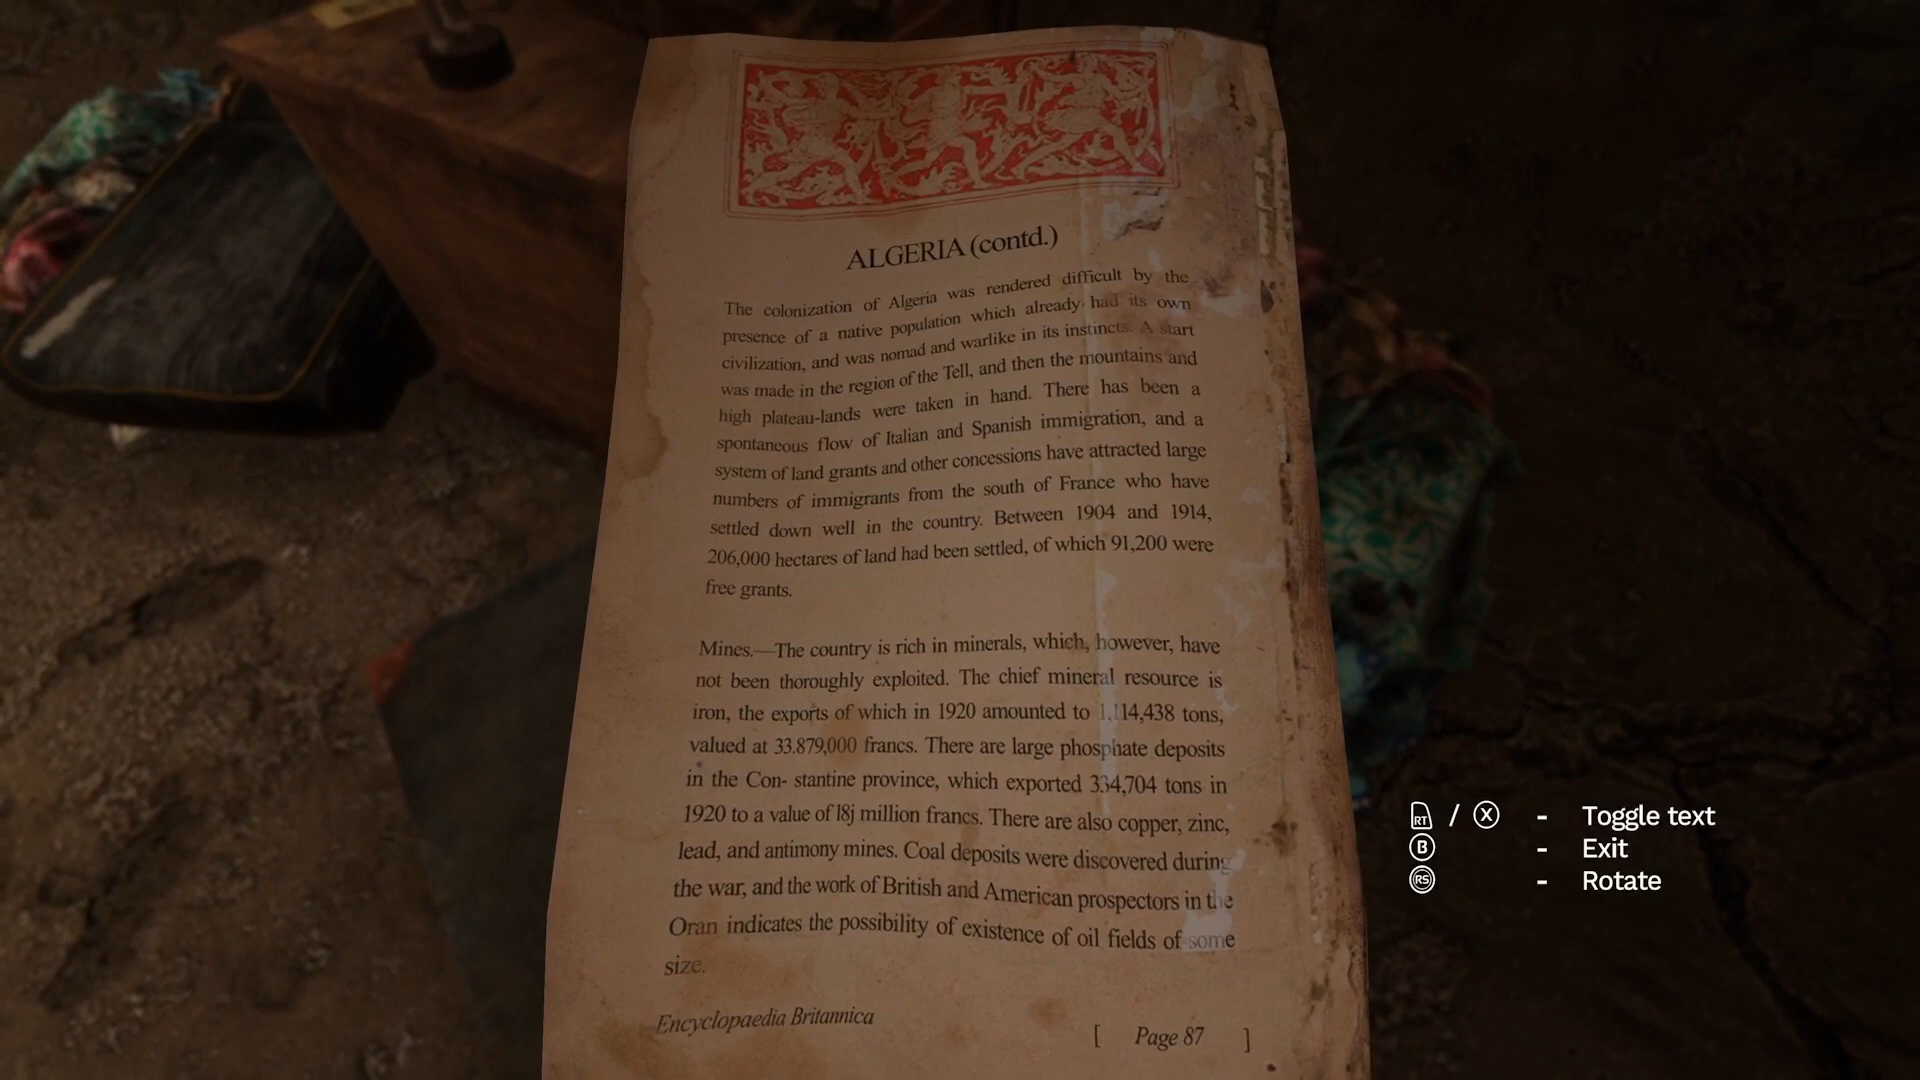 ALGERIA (contd.)
The colonization of Algeria was rendered difficult by the
presence of a native population which already had its own
civilization, and was nomad and warlike in its instincts. A start
was made in the region of the Tell, and then the mountains and
high plateau-lands were taken in hand. There has been a
spontaneous flow of Italian and Spanish immigration, and a
system of land grants and other concessions have attracted large
numbers of immigrants from the south of France who have
settled down well in the country. Between 1904 and 1914,
206,000 hectares of land had been settled, of which 91,200 were
free grants.
Mines.—The country is rich in minerals, which, however, have
not been thoroughly exploited. The chief mineral resource is
iron, the exports of which in 1920 amounted to 1,114,438 tons,
valued at 33.879,000 francs. There are large phosphate deposits
in the Con- stantine province, which exported 334,704 tons in
1920 to a value of l8j million francs. There are also copper, zinc,
lead, and antimony mines. Coal deposits were discovered during
the war, and the work of British and American prospectors in the
Oran indicates the possibility of existence of oil fields of some
size.
Encyclopaedia Britannica
[ Page 87 ]
RT / X - Toggle text
B - Exit
RS - Rotate